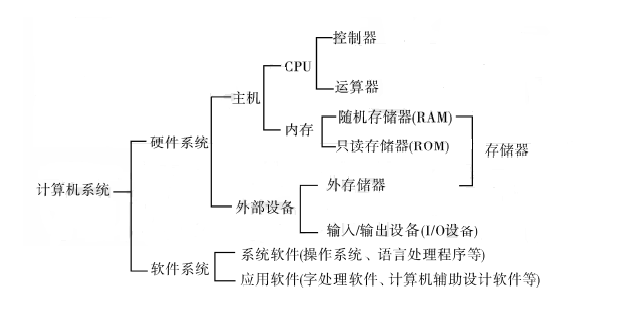 控制器
CPU
运算器
主机
随机存储器(RAM)
内存
硬件系统
只读存储器(ROM)
存储器
计算机系统
外存储器
外部设备
输入/输出设备(I/O设备)
系统软件(操作系统、语言处理程序等)
软件系统
应用软件(字处理软件、计算机辅助设计软件等)